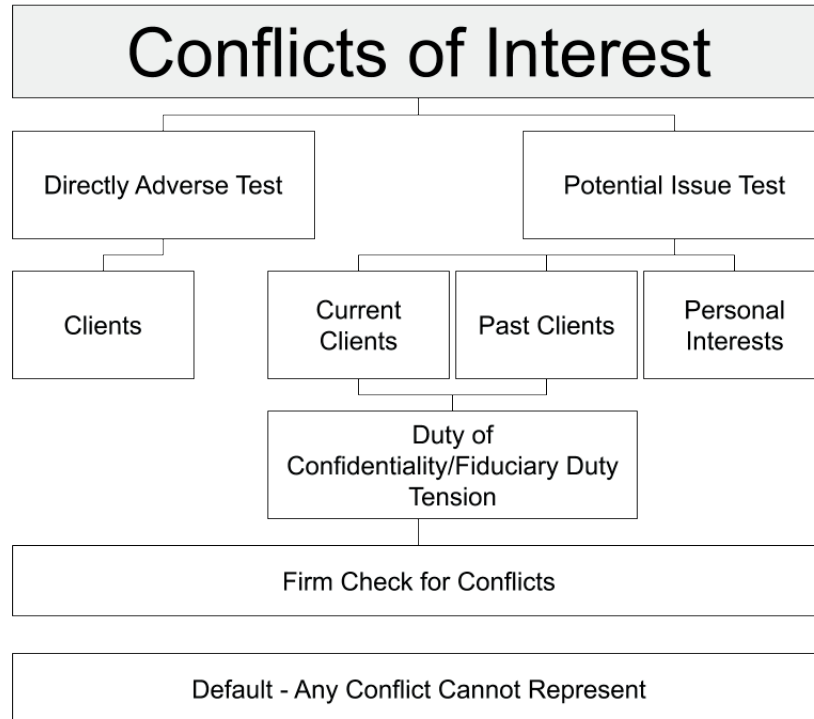 Conflicts of Interest
Directly Adverse Test
Potential Issue Test
Clients
Current
Clients
Past Clients
Personal
Interests
Duty of
Confidentiality/Fiduciary Duty
Tension
Firm Check for Conflicts
Default - Any Conflict Cannot Represent